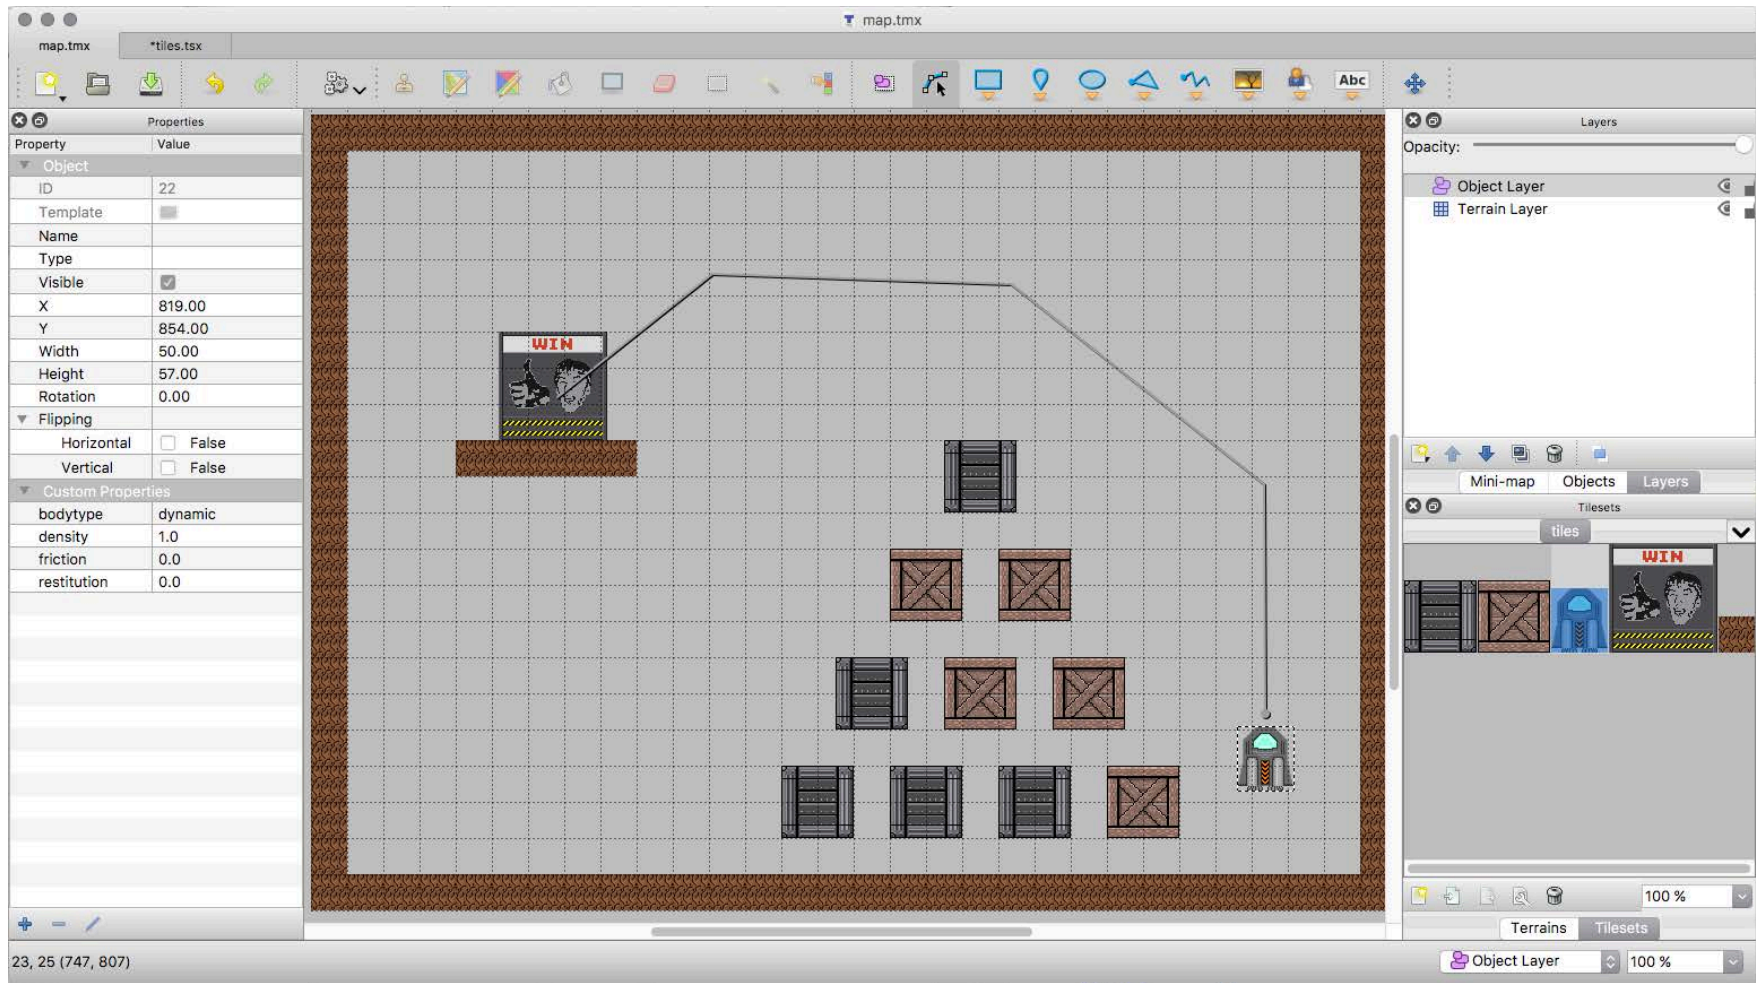 map.tmx
map.tmx
*tiles.tsx
Abc
Properties
Property Value
Object
ID 22
Template
Name
Type
Visible
X 819.00
Y 854.00
Width 50.00
Height 57.00
Rotation 0.00
Flipping
Horizontal False
Vertical False
Custom Properties
bodytype dynamic
density 1.0
friction 0.0
restitution 0.0
WIN
Layers
Opacity:
Object Layer
Terrain Layer
Mini-map Objects Layers
Tilesets
tiles
WIN
100 %
Terrains Tilesets
23, 25 (747, 807)
Object Layer 100 %